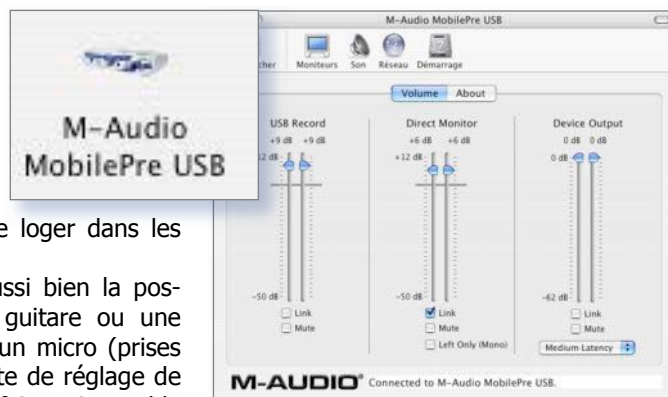 M-Audio
MobilePre USB
e loger dans les
ussi bien la pos-
guitare ou une
un micro (prises
te de réglage de
M-Audio MobilePre USB
cher Moniteurs Son Réseau Démarrage
Volume About
USB Record Direct Monitor Device Output
+9 dB +9 dB +6 dB +6 dB 0 dB 0 dB
2 dB +12 dB 0 dB
-50 dB -50 dB -62 dB
Link Link Link
Mute Mute Mute
Left Only (Mono) Medium Latency
M-AUDIO Connected to M-Audio MobilePre USB.